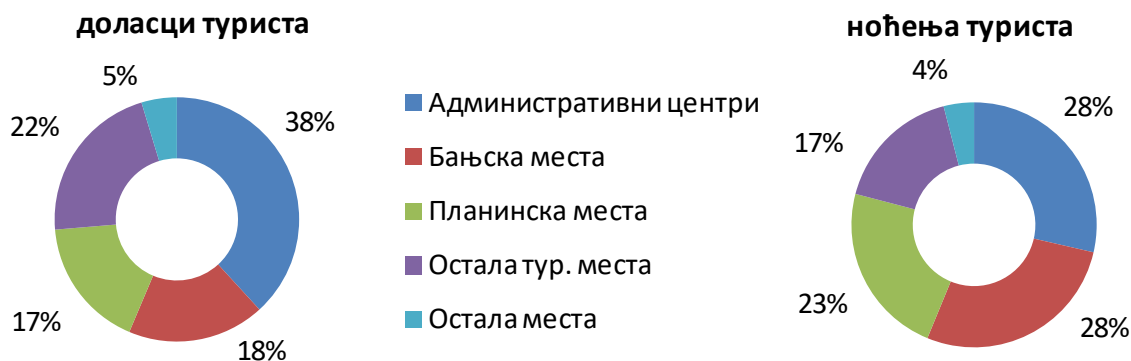 доласци туриста
5%
38%
22%
17%
18%
Административни центри
Бањска места
Планинска места
Остала тур. места
Остала места
ноћења туриста
4%
28%
17%
23%
28%